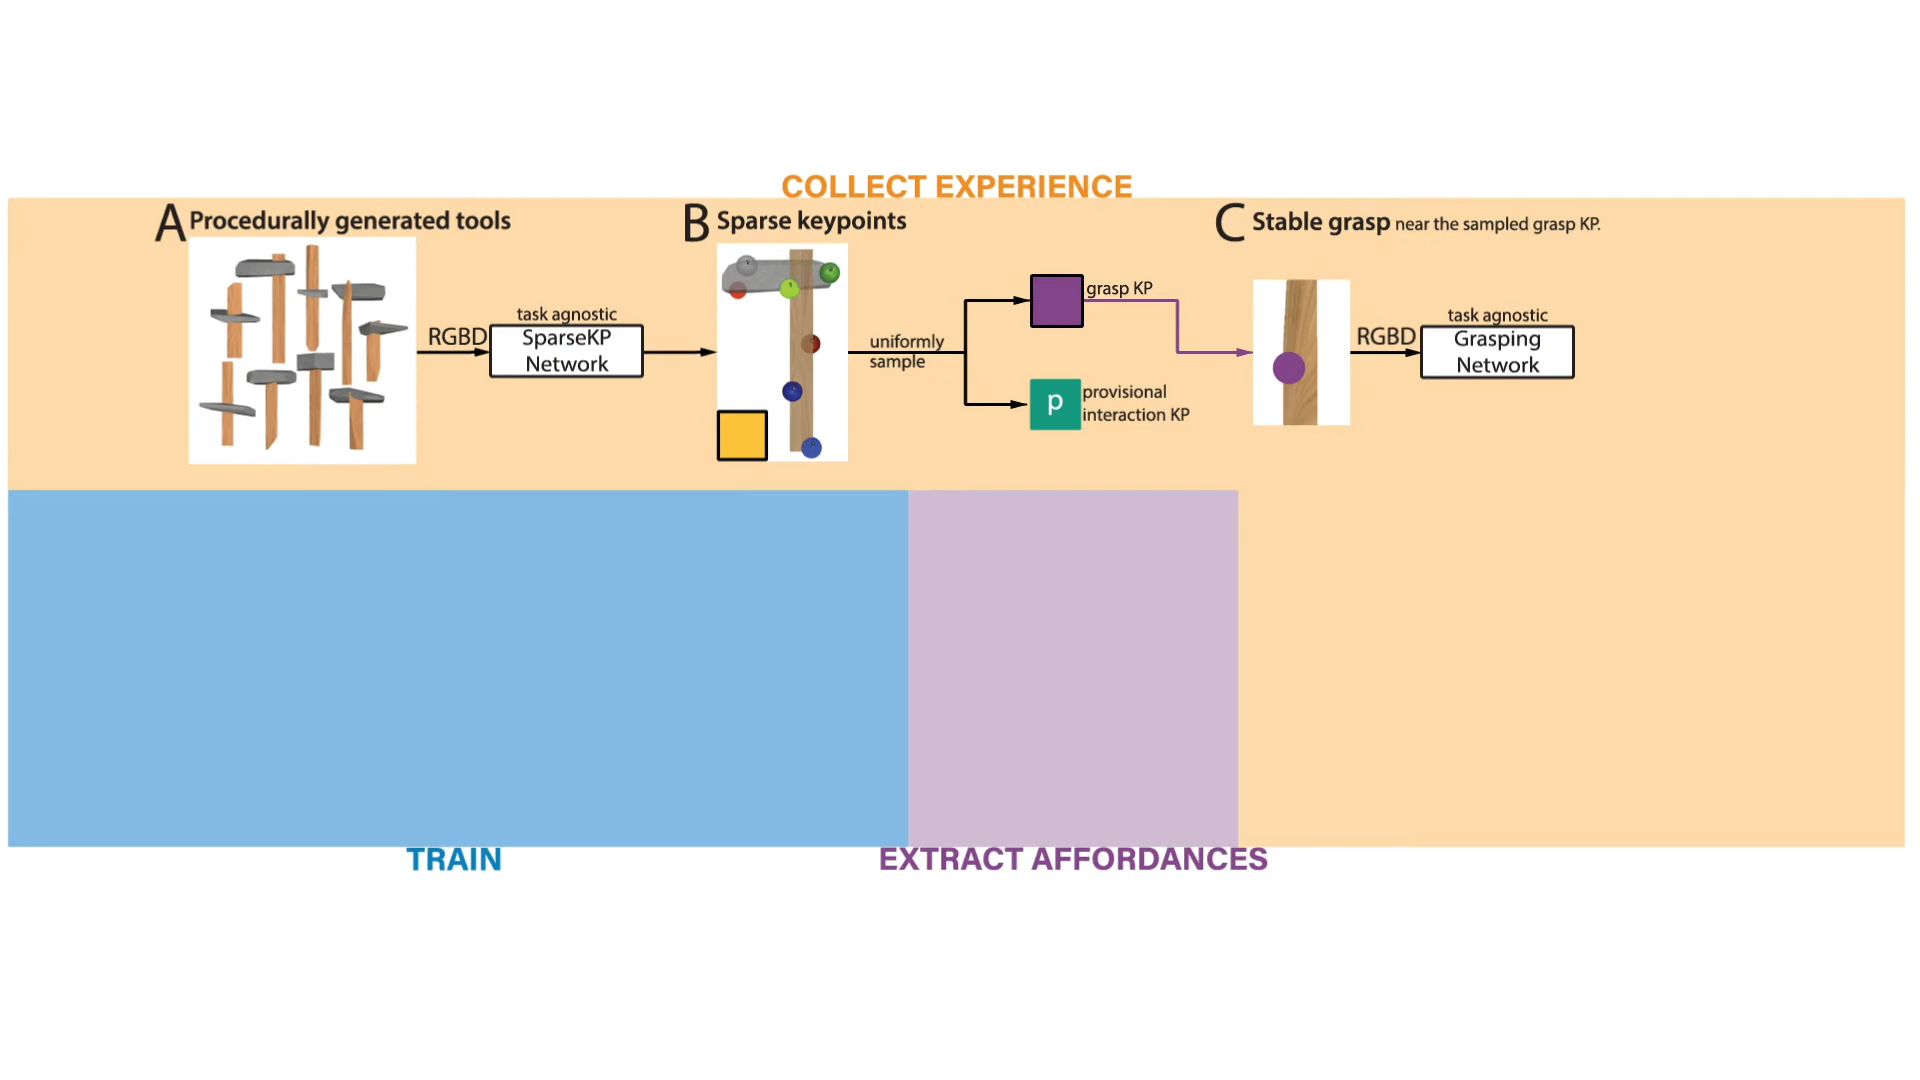 COLLECT EXPERIENCE
A Procedurally generated tools
B Sparse keypoints
C Stable grasp near the sampled grasp KP.
RGBD
task agnostic
SparseKP
Network
uniformly
sample
grasp KP
p
provisional
interaction KP
RGBD
task agnostic
Grasping
Network
TRAIN
EXTRACT AFFORDANCES